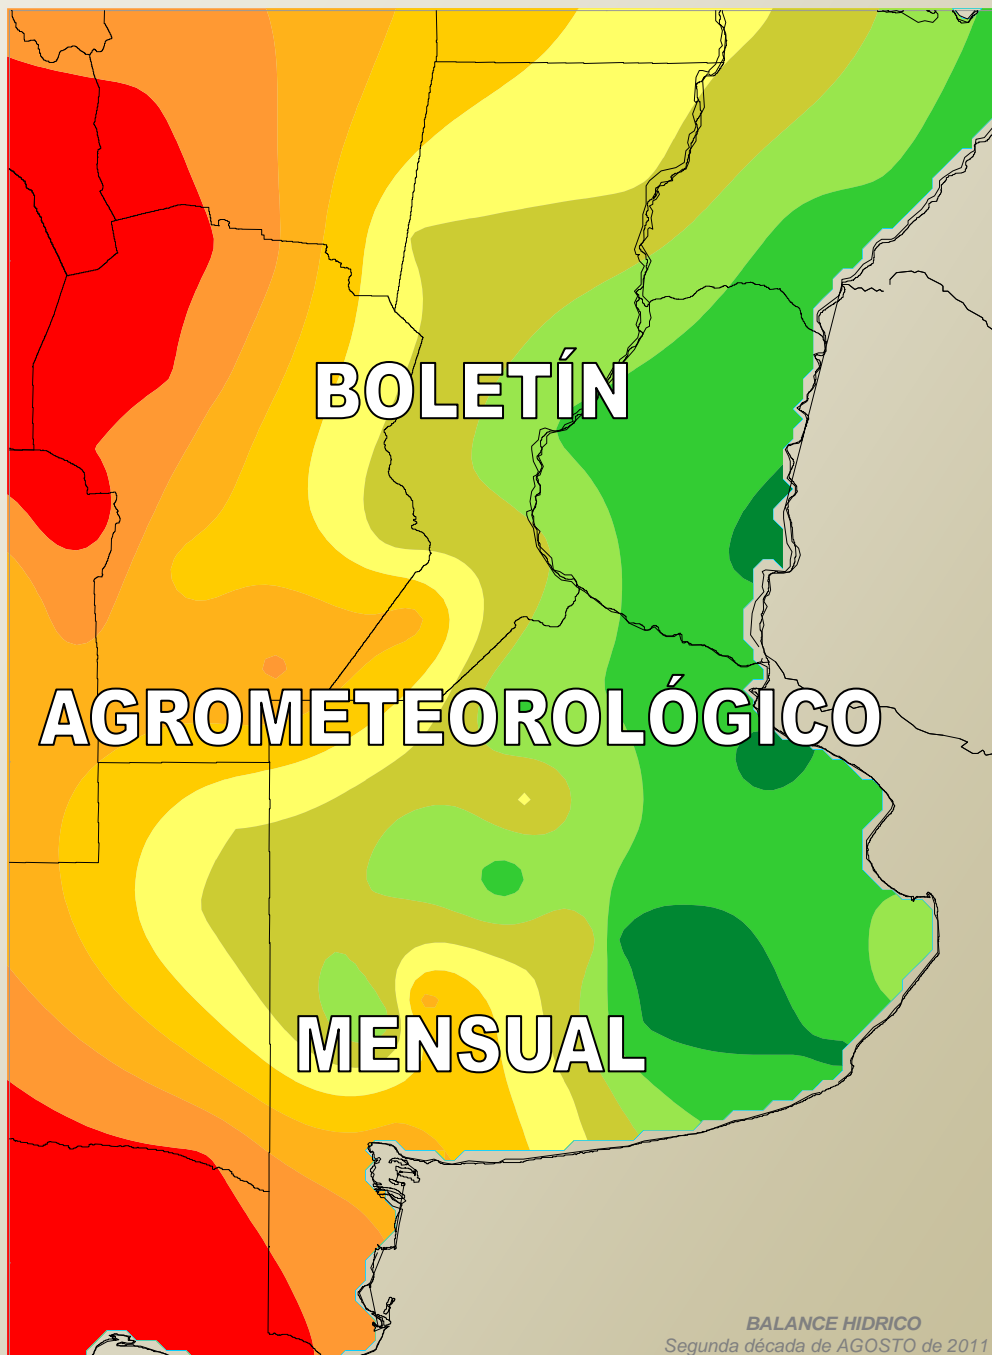 BOLETÍN
AGROMETEOROLÓGICO
MENSUAL
BALANCE HIDRICO
Segunda década de AGOSTO de 2011